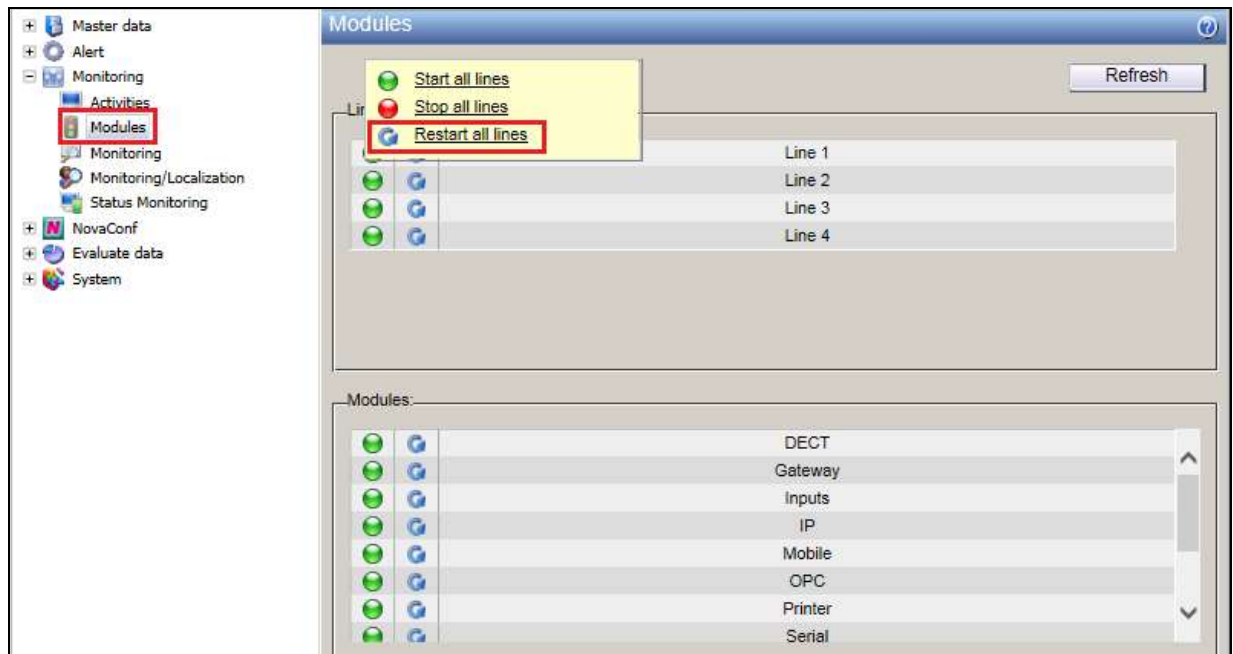 Master data
Alert
Monitoring
Activities
Modules
Monitoring
Monitoring/Localization
Status Monitoring
NovaConf
Evaluate data
System
Modules
Refresh
Start all lines
Stop all lines
Restart all lines
Line 1
Line 2
Line 3
Line 4
Modules:
DECT
Gateway
Inputs
IP
Mobile
OPC
Printer
Serial